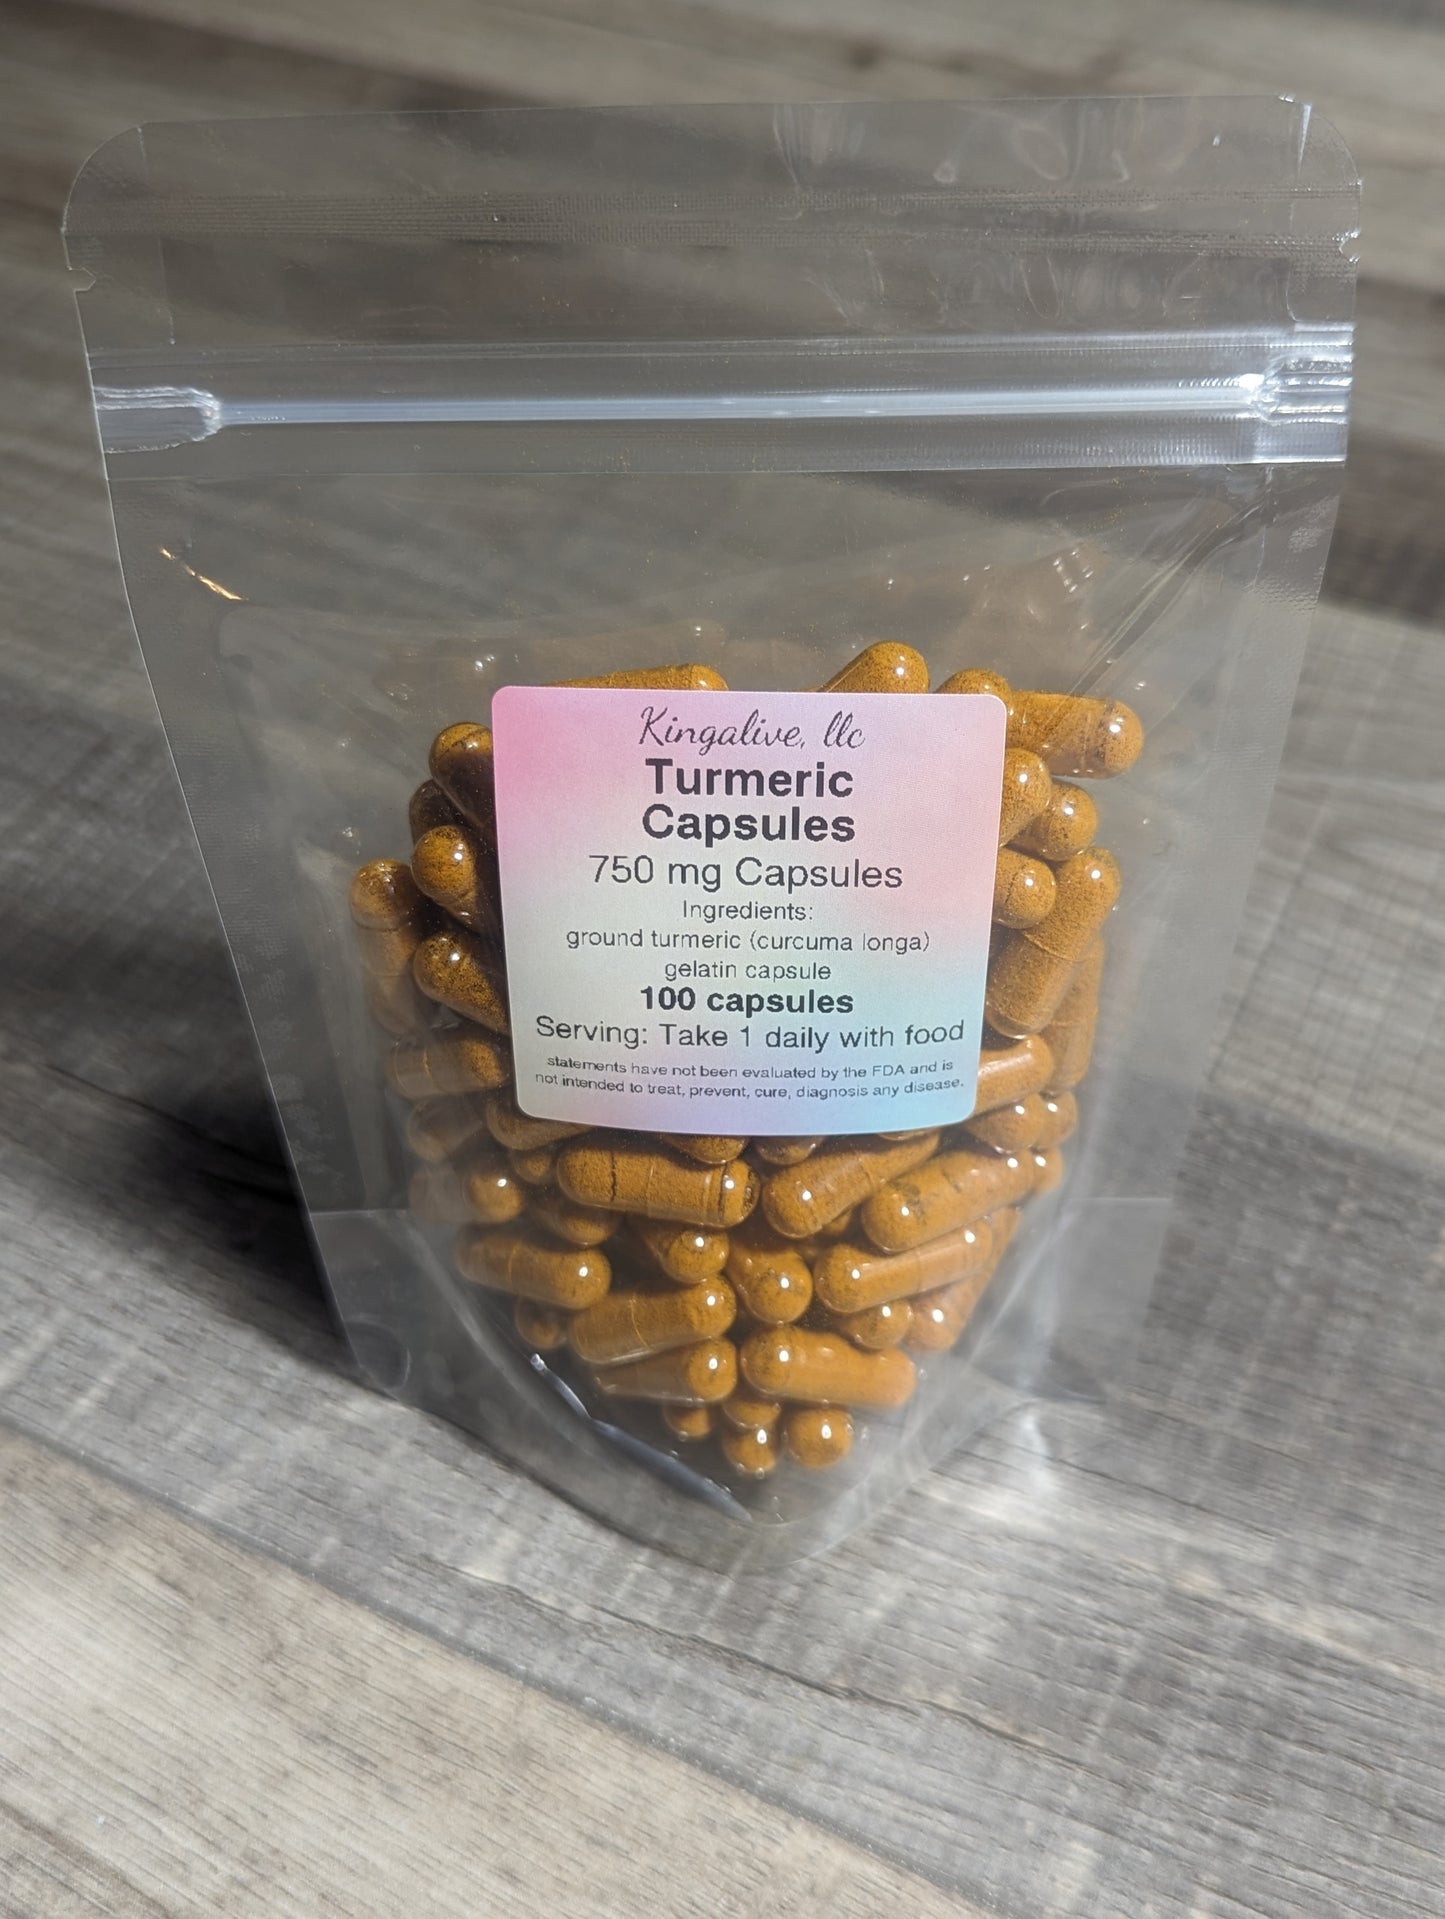 Kingalive, llc
Turmeric
Capsules
750 mg Capsules
Ingredients:
ground turmeric (curcuma longa)
gelatin capsule
100 capsules
Serving: Take 1 daily with food
statements have not been evaluated by the FDA and is
not intended to treat, prevent, cure, diagnosis any disease.